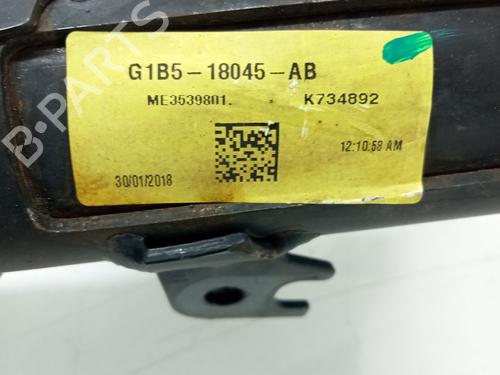 B-PARTS
G1B5-18045-AB
ME3539801. K734892
30/01/2018 12:10:58 AM